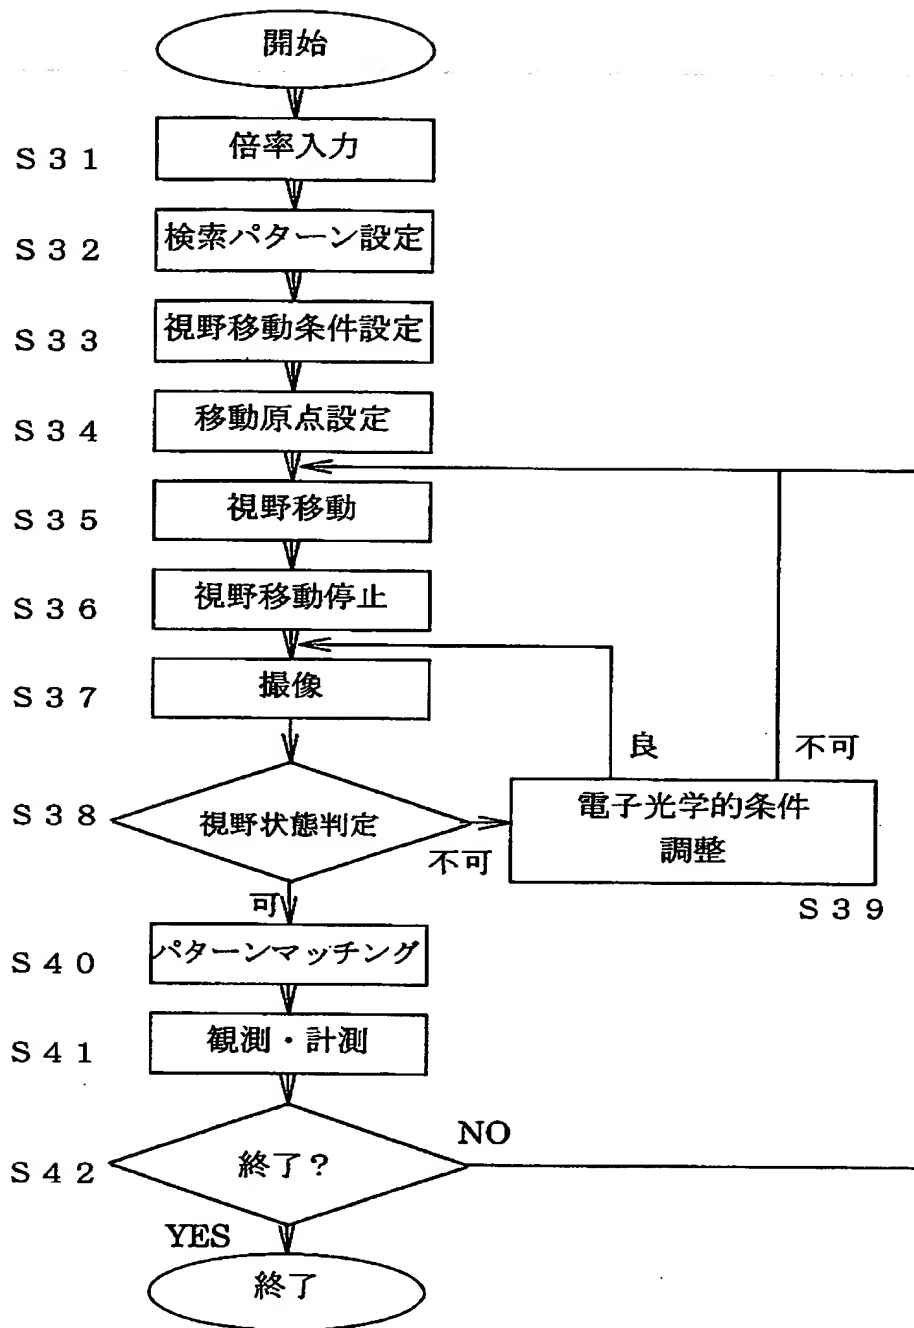 開始
S31
倍率入力
S32
検索パターン設定
S33
視野移動条件設定
S34
移動原点設定
S35
視野移動
S36
視野移動停止
S37
撮像
良
不可
S38
視野状態判定
不可
電子光学的条件
調整
S39
可
S40
パターンマッチング
S41
観測・計測
S42
終了?
NO
YES
終了